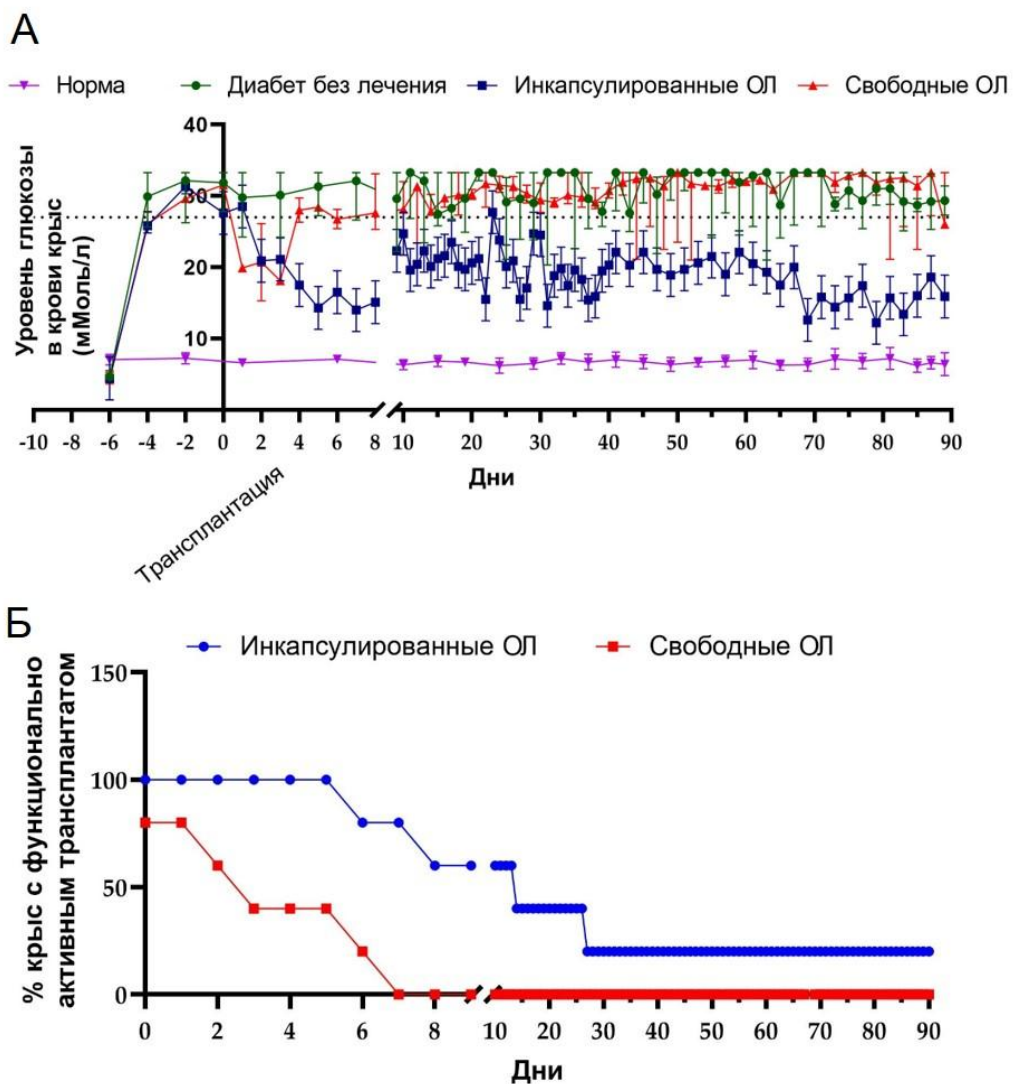 А
Норма Диабет без лечения Инкапсулированные ОЛ Свободные ОЛ
Уровень глюкозы
в крови крыс
(мМоль/л)
40
30
20
10
-10 -8 -6 -4 -2 0 2 4 6 8 10 20 30 40 50 60 70 80 90
Дни
Трансплантация
Б
Инкапсулированные ОЛ Свободные ОЛ
% крыс с функционально
активным трансплантатом
150
100
50
0
0 2 4 6 8 10 20 30 40 50 60 70 80 90
Дни